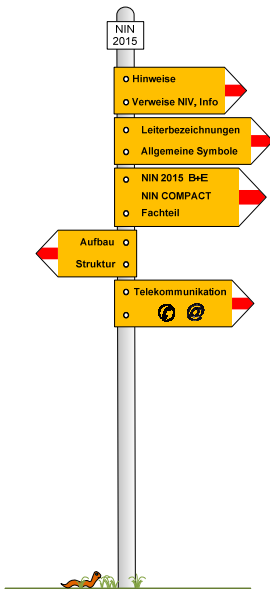 NIN
2015
Hinweise
Verweise NIV, Info
Leiterbezeichnungen
Allgemeine Symbole
NIN 2015 B+E
NIN COMPACT
Fachteil
Aufbau
Struktur
Telekommunikation
@